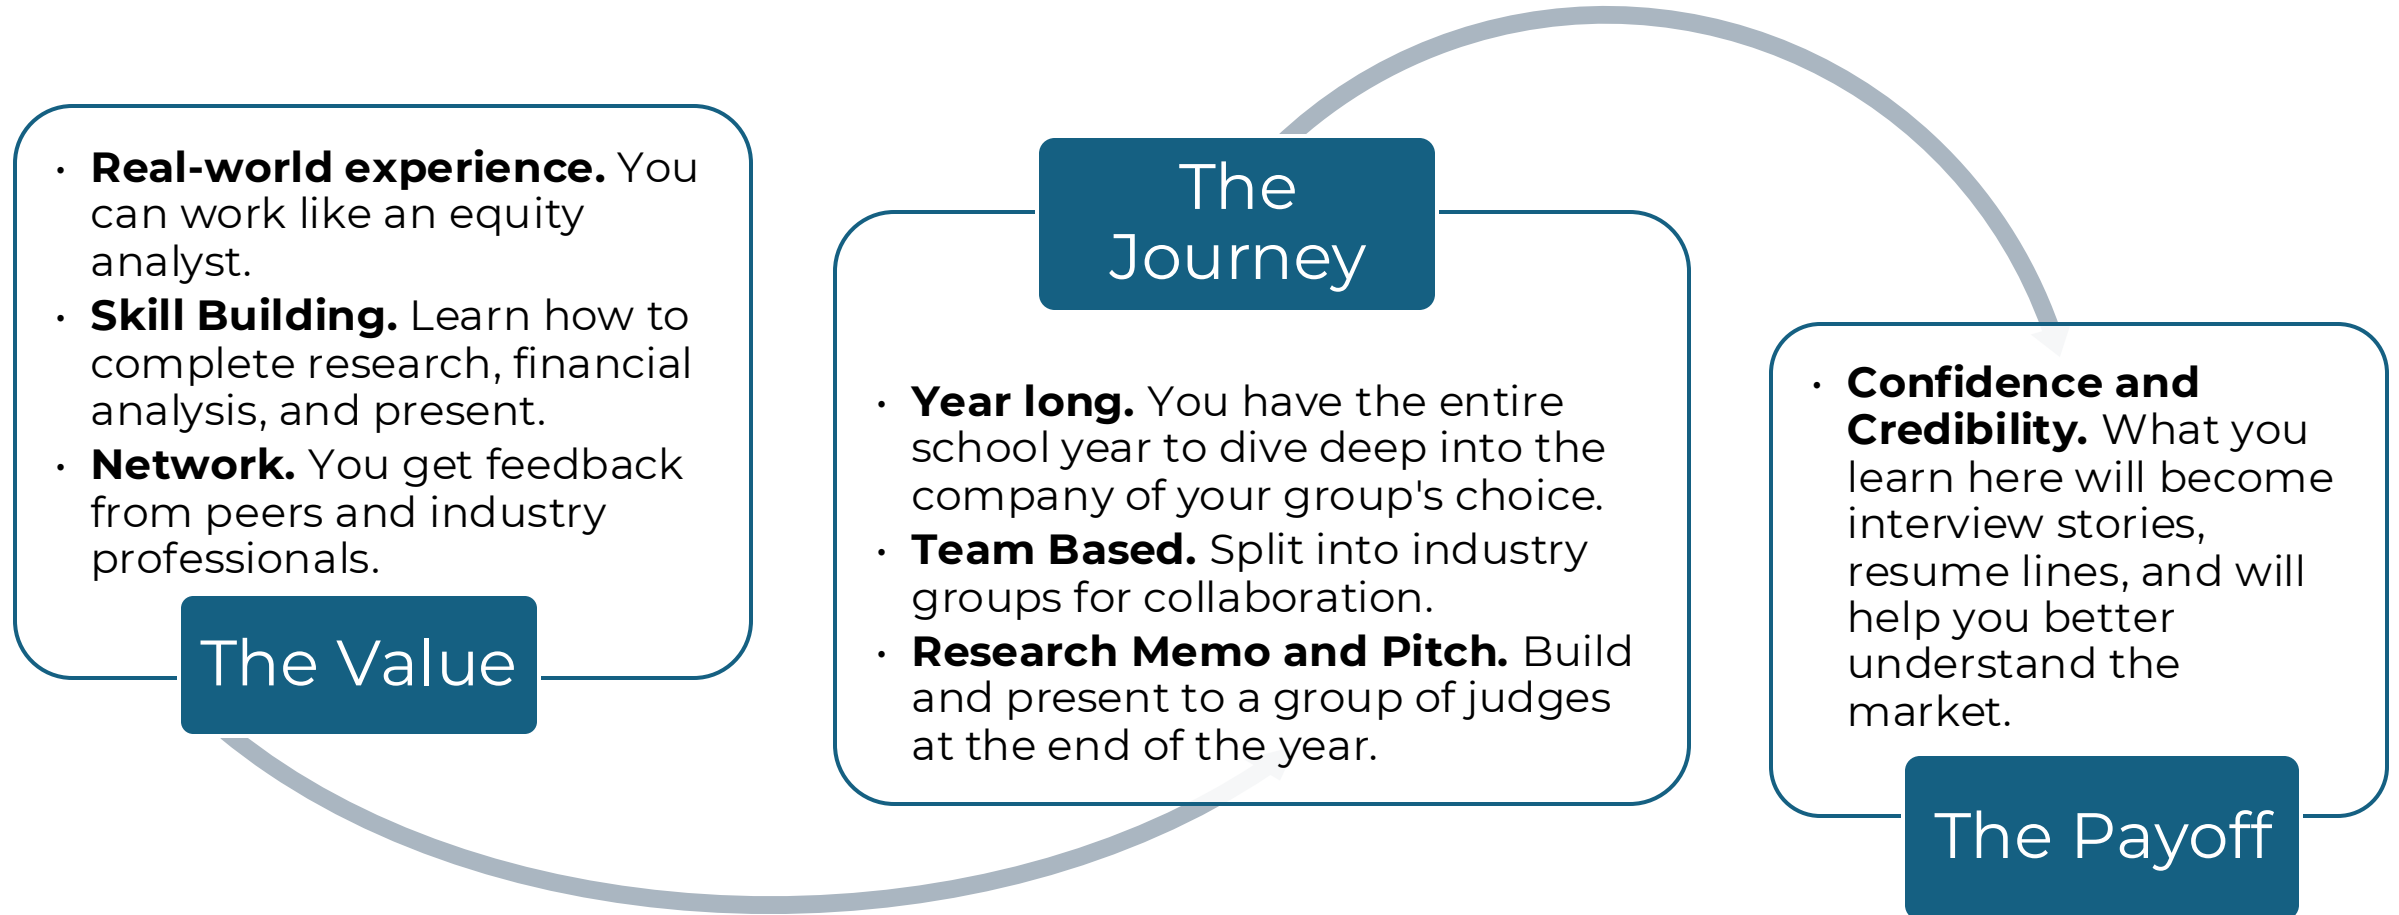 • Real-world experience. You
can work like an equity
analyst.
• Skill Building. Learn how to
complete research, financial
analysis, and present.
• Network. You get feedback
from peers and industry
professionals.
The Value
The
Journey
• Year long. You have the entire
school year to dive deep into the
company of your group's choice.
• Team Based. Split into industry
groups for collaboration.
• Research Memo and Pitch. Build
and present to a group of judges
at the end of the year.
• Confidence and
Credibility. What you
learn here will become
interview stories,
resume lines, and will
help you better
understand the
market.
The Payoff